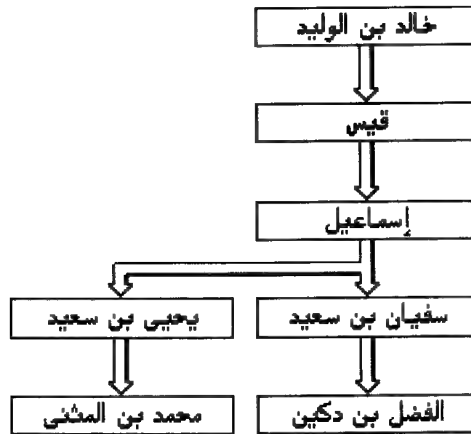 خالد بن الوليد
قيس
إسماعيل
سفيان بن سعيد
يحيى بن سعيد
الفضل بن دكين
محمد بن المثنى